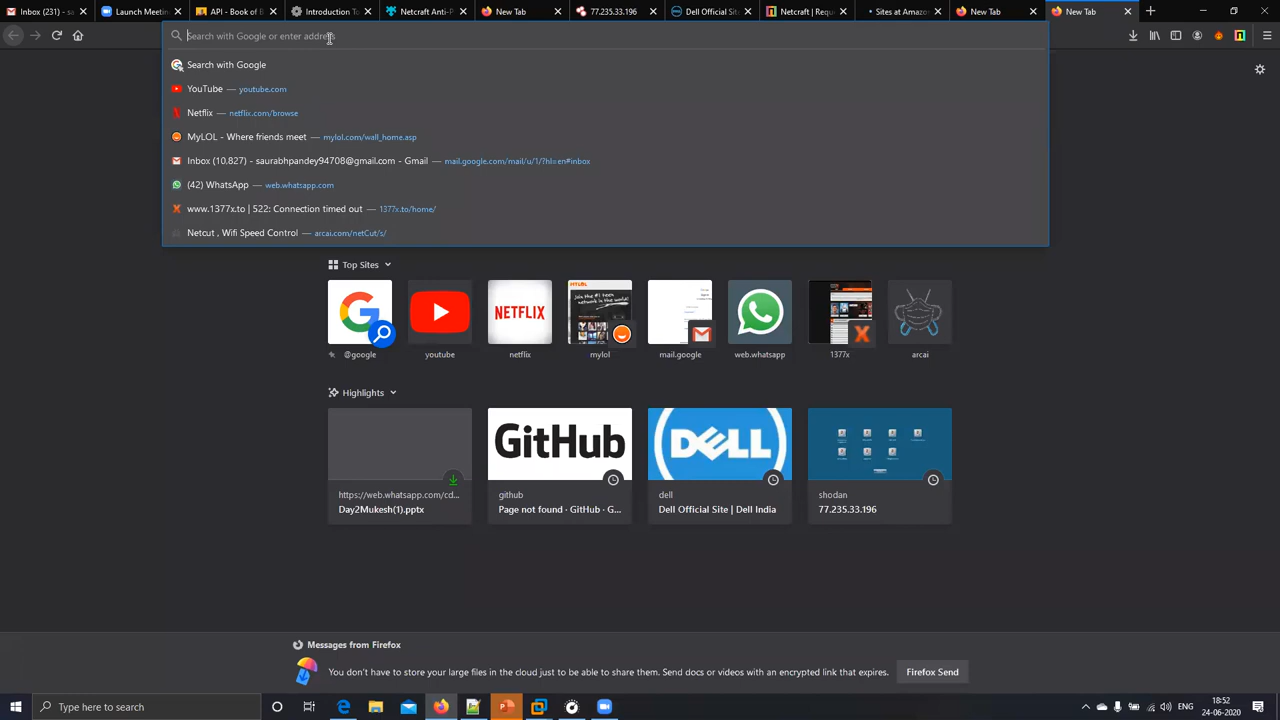 Inbox (231) - sa
Launch Meeting
API - Book of B
Introduction To
Netcraft Anti-P
New Tab
77.235.33.196
Dell Official Site
Netcraft | Requ
Sites at Amazo
New Tab
New Tab
Search with Google or enter address
Search with Google
YouTube — youtube.com
Netflix — netflix.com/browse
MyLOL - Where friends meet — mylol.com/wall_home.asp
Inbox (10,827) - saurabhpandey94708@gmail.com - Gmail — mail.google.com/mail/u/1/?hl=en#inbox
(42) WhatsApp — web.whatsapp.com
www.1377x.to | 522: Connection timed out — 1377x.to/home/
Netcut , Wifi Speed Control — arcai.com/netCut/s/
Top Sites
NETFLIX
@google
youtube
netflix
mylol
mail.google
web.whatsapp
1377x
arcai
Highlights
GitHub
DELL
https://web.whatsapp.com/cd...
Day2Mukesh(1).pptx
github
Page not found · GitHub · G...
dell
Dell Official Site | Dell India
shodan
77.235.33.196
Messages from Firefox
You don't have to store your large files in the cloud just to be able to share them. Send docs or videos with an encrypted link that expires.
Firefox Send
Type here to search
18:52
24-06-2020